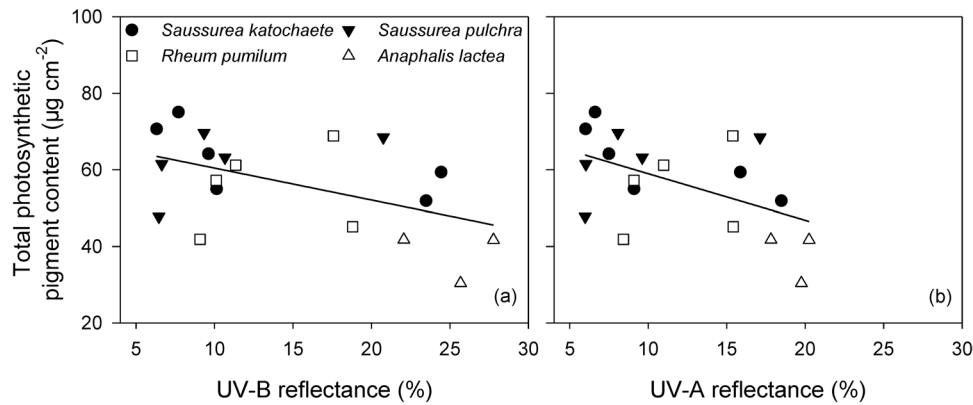 Total photosynthetic
pigment content (µg cm⁻²)
100
80
60
40
20
Saussurea katochaete
Saussurea pulchra
Rheum pumilum
Anaphalis lactea
(a)
5 10 15 20 25 30
UV-B reflectance (%)
(b)
5 10 15 20 25 30
UV-A reflectance (%)